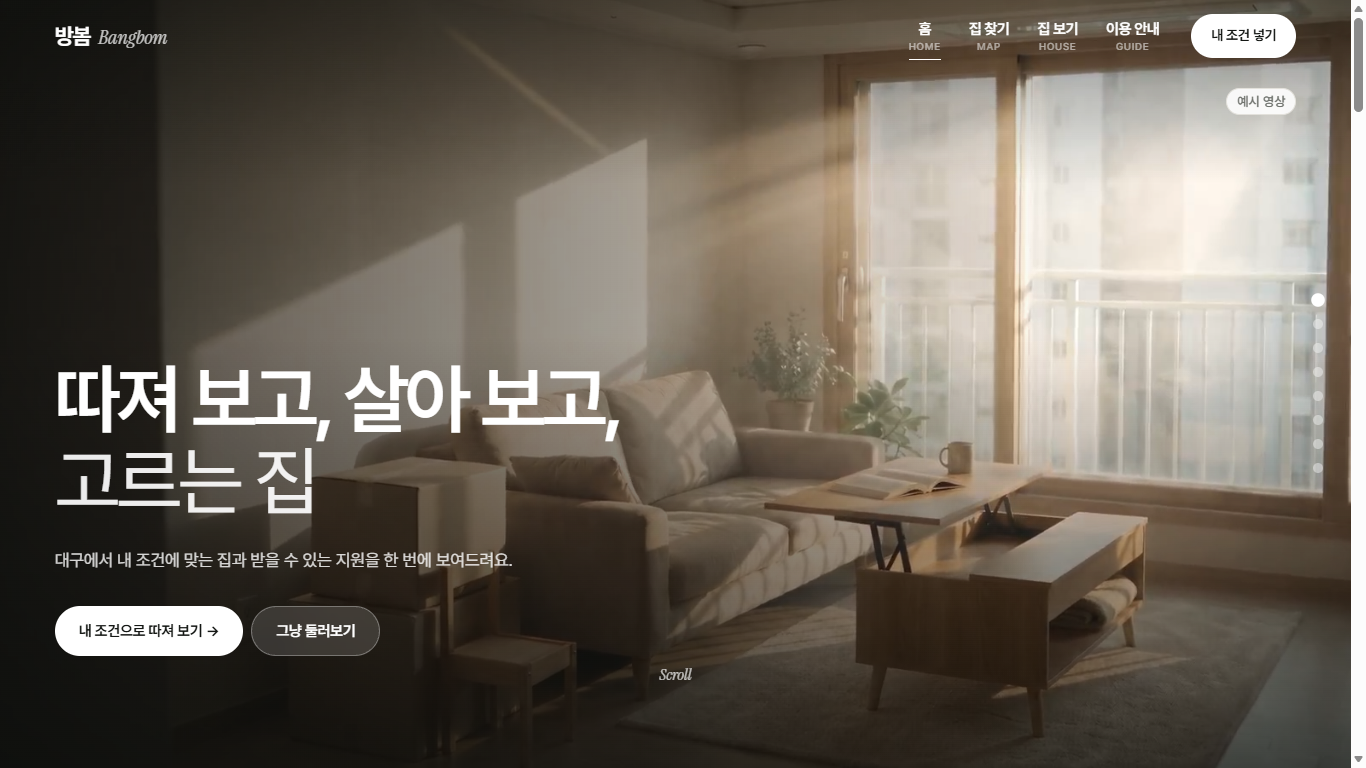 방봄 Bangbom
홈 집 찾기 집 보기 이용 안내
HOME MAP HOUSE GUIDE
내 조건 넣기
예시 영상
따져 보고, 살아 보고,
고르는 집
대구에서 내 조건에 맞는 집과 받을 수 있는 지원을 한 번에 보여드려요.
내 조건으로 따져 보기 →
그냥 둘러보기
Scroll